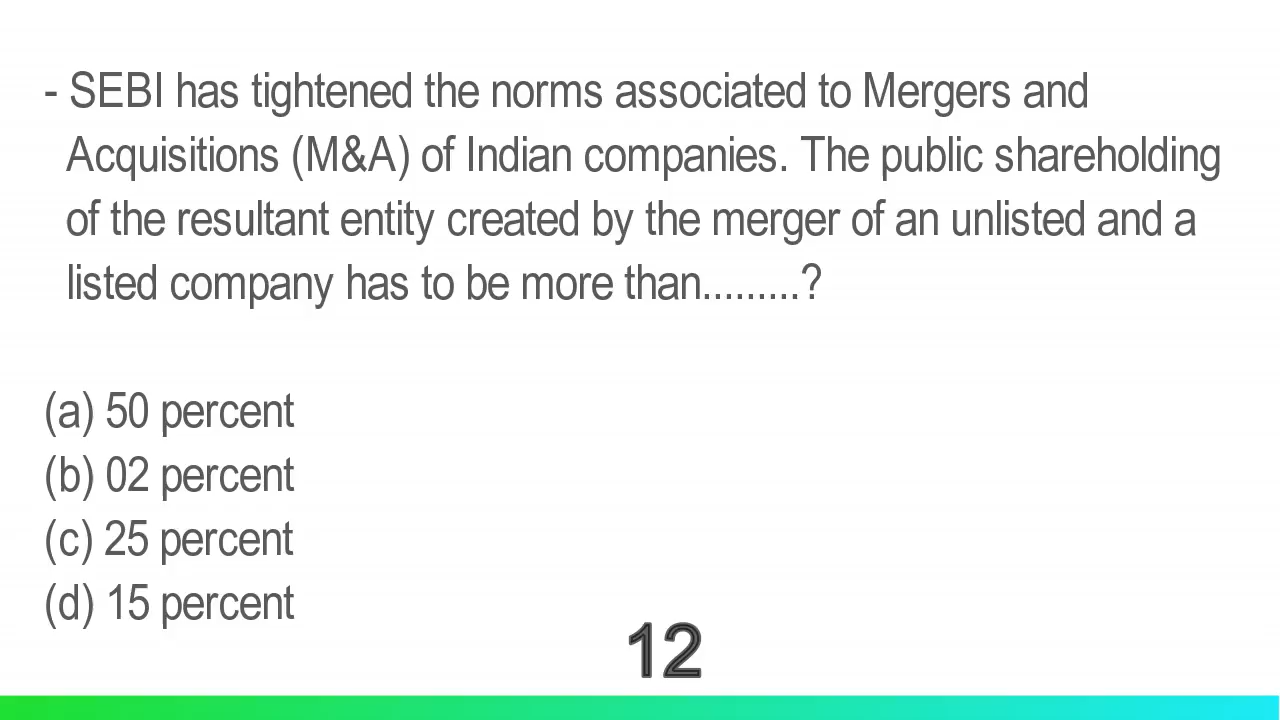 - SEBI has tightened the norms associated to Mergers and
Acquisitions (M&A) of Indian companies. The public shareholding
of the resultant entity created by the merger of an unlisted and a
listed company has to be more than.........?
(a) 50 percent
(b) 02 percent
(c) 25 percent
(d) 15 percent
12